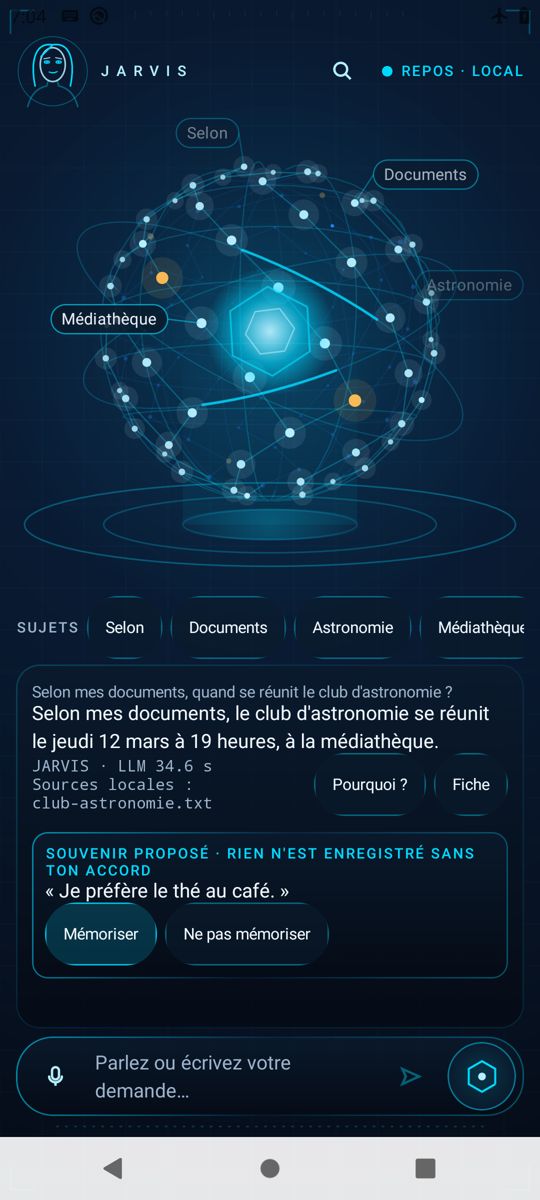 7:04
JARVIS
REPOS · LOCAL
Selon
Documents
Astronomie
Médiathèque
SUJETS
Selon
Documents
Astronomie
Médiathèque
Selon mes documents, quand se réunit le club d'astronomie ?
Selon mes documents, le club d'astronomie se réunit
le jeudi 12 mars à 19 heures, à la médiathèque.
JARVIS · LLM 34.6 s
Sources locales :
club-astronomie.txt
Pourquoi ?
Fiche
SOUVENIR PROPOSÉ · RIEN N'EST ENREGISTRÉ SANS
TON ACCORD
« Je préfère le thé au café. »
Mémoriser
Ne pas mémoriser
Parlez ou écrivez votre
demande…